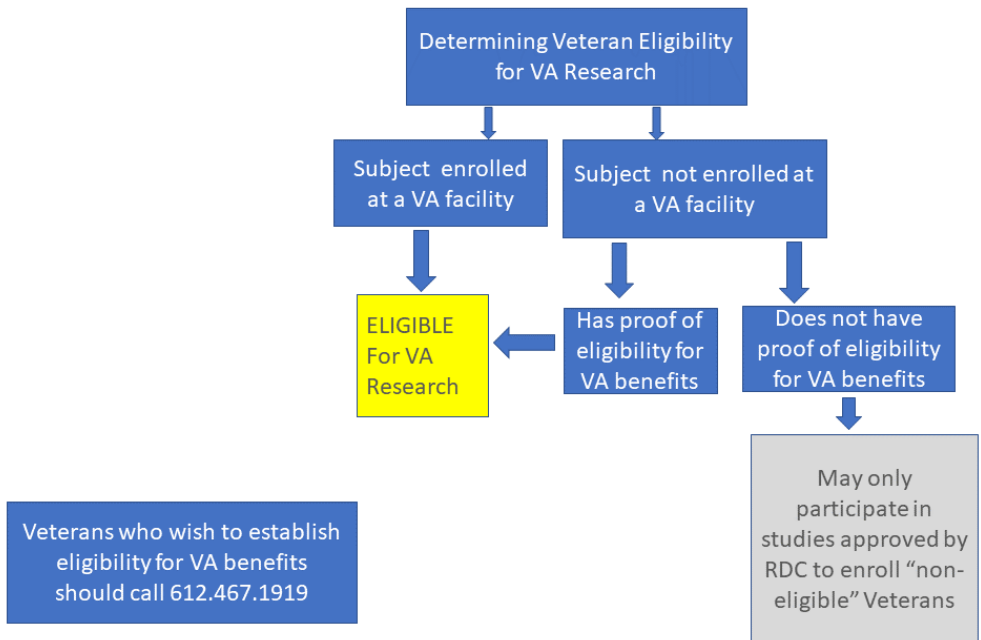 Determining Veteran Eligibility
for VA Research
Subject enrolled
at a VA facility
Subject not enrolled at
a VA facility
ELIGIBLE
For VA
Research
Has proof of
eligibility for
VA benefits
Does not have
proof of eligibility
for VA benefits
May only
participate in
studies approved by
RDC to enroll “non-
eligible” Veterans
Veterans who wish to establish
eligibility for VA benefits
should call 612.467.1919